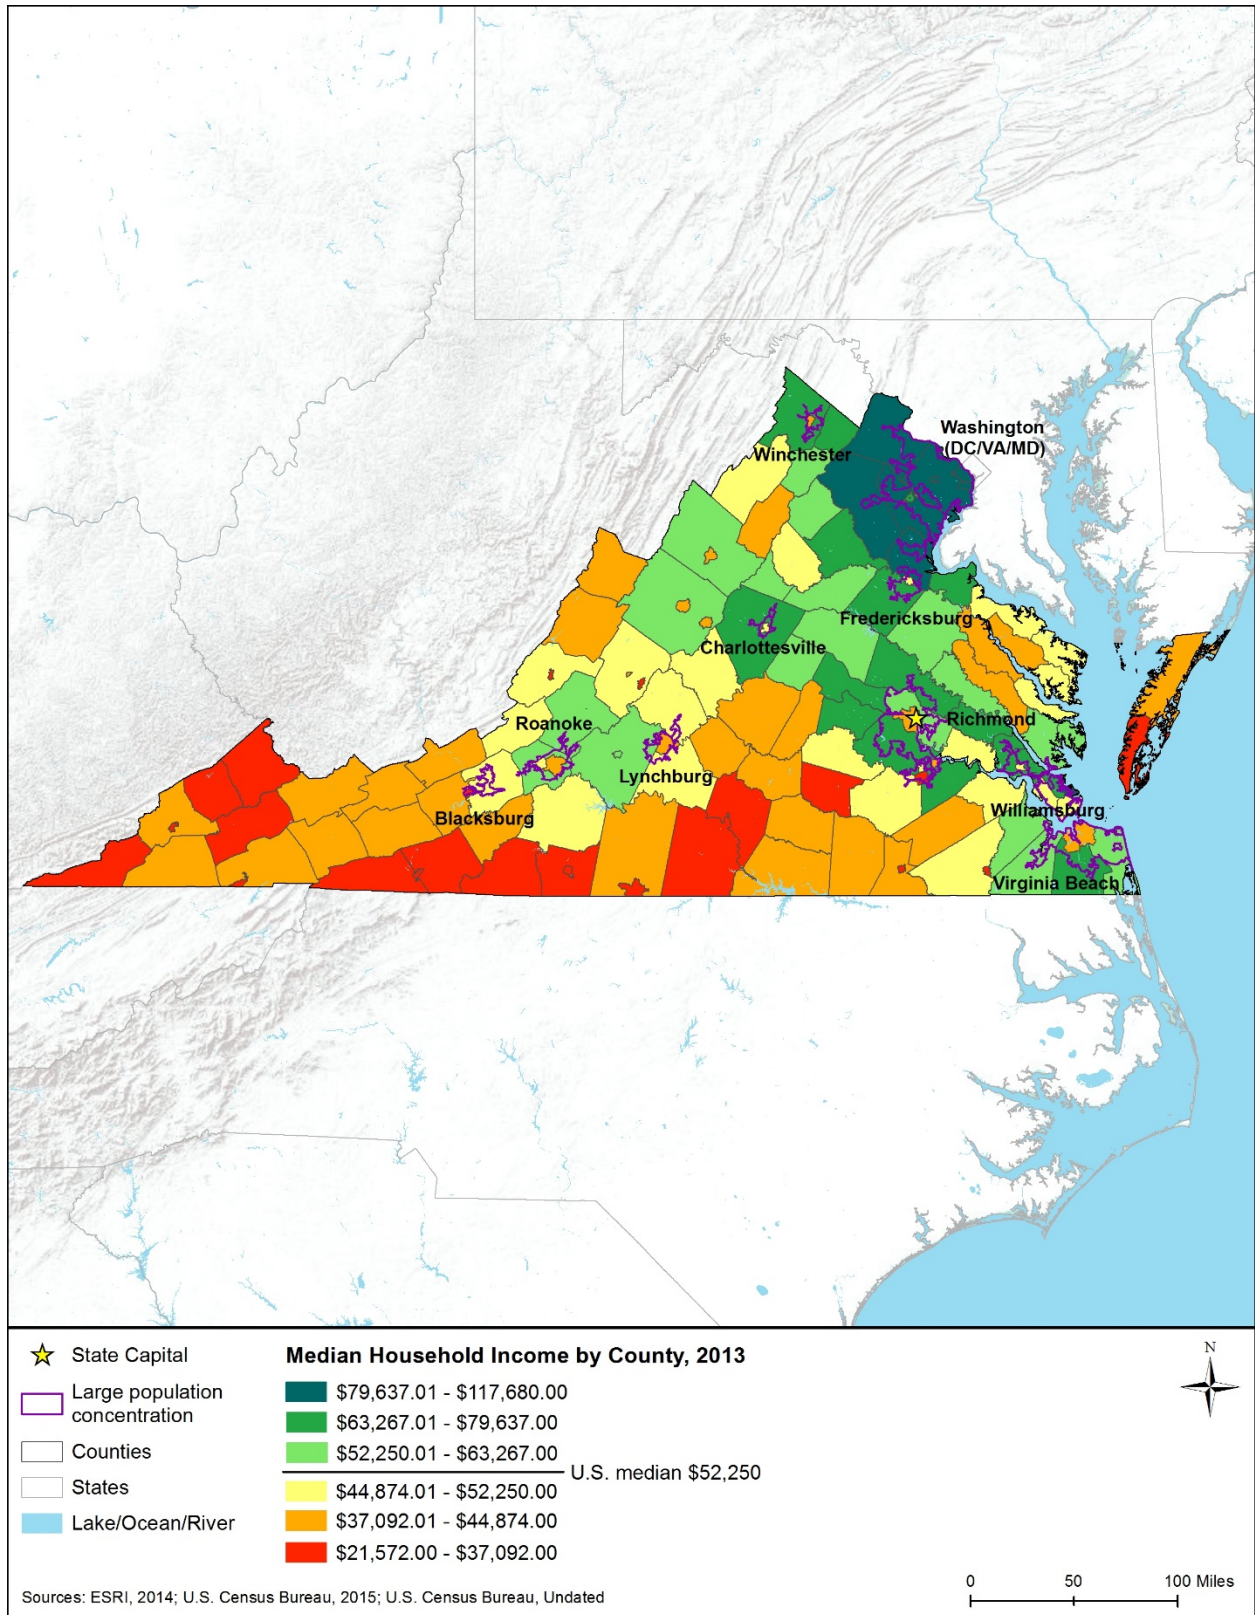 Washington
(DC/VA/MD)
Winchester
Fredericksburg
Charlottesville
Roanoke
Richmond
Lynchburg
Blacksburg
Williamsburg
Virginia Beach
State Capital
Large population
concentration
Counties
States
Lake/Ocean/River
Median Household Income by County, 2013
$79,637.01 - $117,680.00
$63,267.01 - $79,637.00
$52,250.01 - $63,267.00
U.S. median $52,250
$44,874.01 - $52,250.00
$37,092.01 - $44,874.00
$21,572.00 - $37,092.00
N
Sources: ESRI, 2014; U.S. Census Bureau, 2015; U.S. Census Bureau, Undated
0 50 100 Miles